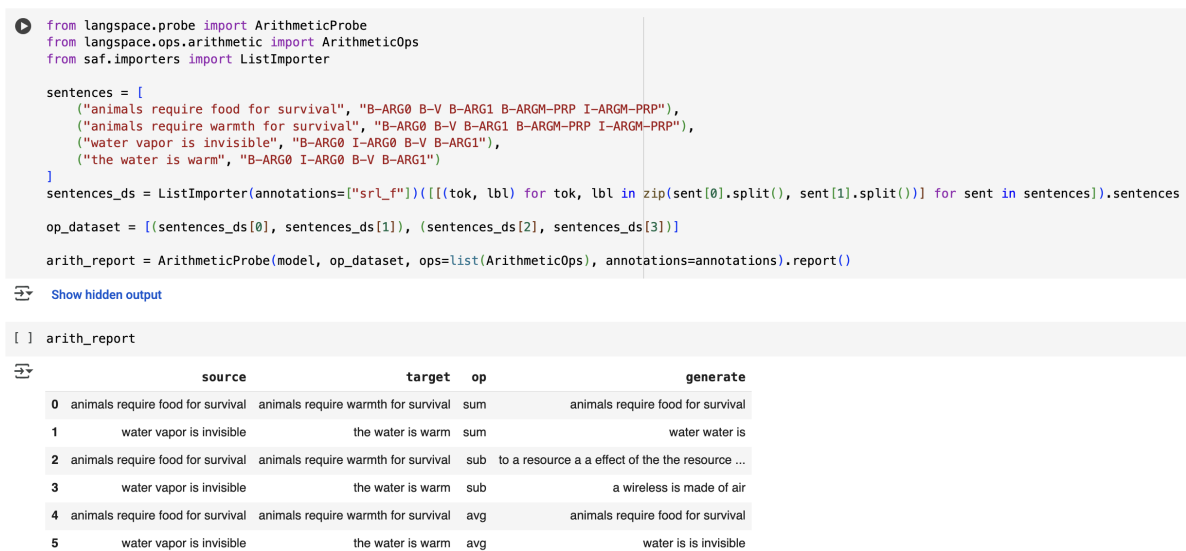 from langspace.probe import ArithmeticProbe
from langspace.ops.arithmetic import ArithmeticOps
from saf.importers import ListImporter
sentences = [
("animals require food for survival", "B-ARG0 B-V B-ARG1 B-ARGM-PRP I-ARGM-PRP"),
("animals require warmth for survival", "B-ARG0 B-V B-ARG1 B-ARGM-PRP I-ARGM-PRP"),
("water vapor is invisible", "B-ARG0 I-ARG0 B-V B-ARG1"),
("the water is warm", "B-ARG0 I-ARG0 B-V B-ARG1")
]
sentences_ds = ListImporter(annotations=["srl_f"])([[(tok, lbl) for tok, lbl in zip(sent[0].split(), sent[1].split())] for sent in sentences]).sentences
op_dataset = [(sentences_ds[0], sentences_ds[1]), (sentences_ds[2], sentences_ds[3])]
arith_report = ArithmeticProbe(model, op_dataset, ops=list(ArithmeticOps), annotations=annotations).report()
Show hidden output
[ ] arith_report
source target op generate
0 animals require food for survival animals require warmth for survival sum animals require food for survival
1 water vapor is invisible the water is warm sum water water is
2 animals require food for survival animals require warmth for survival sub to a resource a a effect of the the resource ...
3 water vapor is invisible the water is warm sub a wireless is made of air
4 animals require food for survival animals require warmth for survival avg animals require food for survival
5 water vapor is invisible the water is warm avg water is is invisible